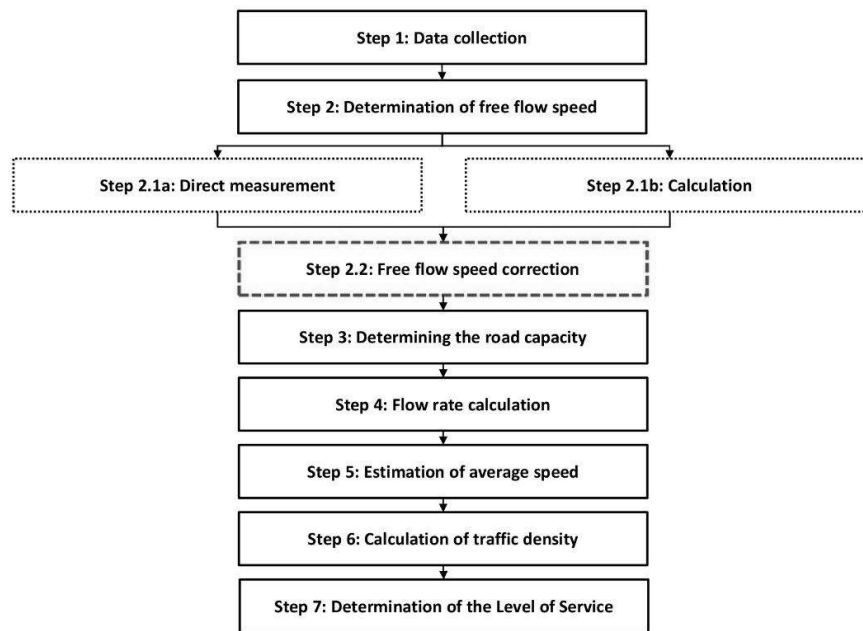 Step 1: Data collection
Step 2: Determination of free flow speed
Step 2.1a: Direct measurement
Step 2.1b: Calculation
Step 2.2: Free flow speed correction
Step 3: Determining the road capacity
Step 4: Flow rate calculation
Step 5: Estimation of average speed
Step 6: Calculation of traffic density
Step 7: Determination of the Level of Service